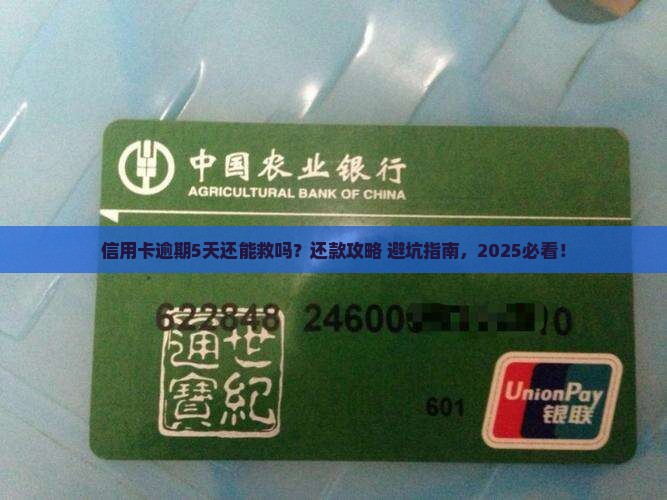 中国农业银行
AGRICULTURAL BANK OF CHINA
信用卡逾期5天还能救吗？还款攻略 避坑指南，2025必看！
622848 24600 0
世紀
通寶
601
UnionPay
银联